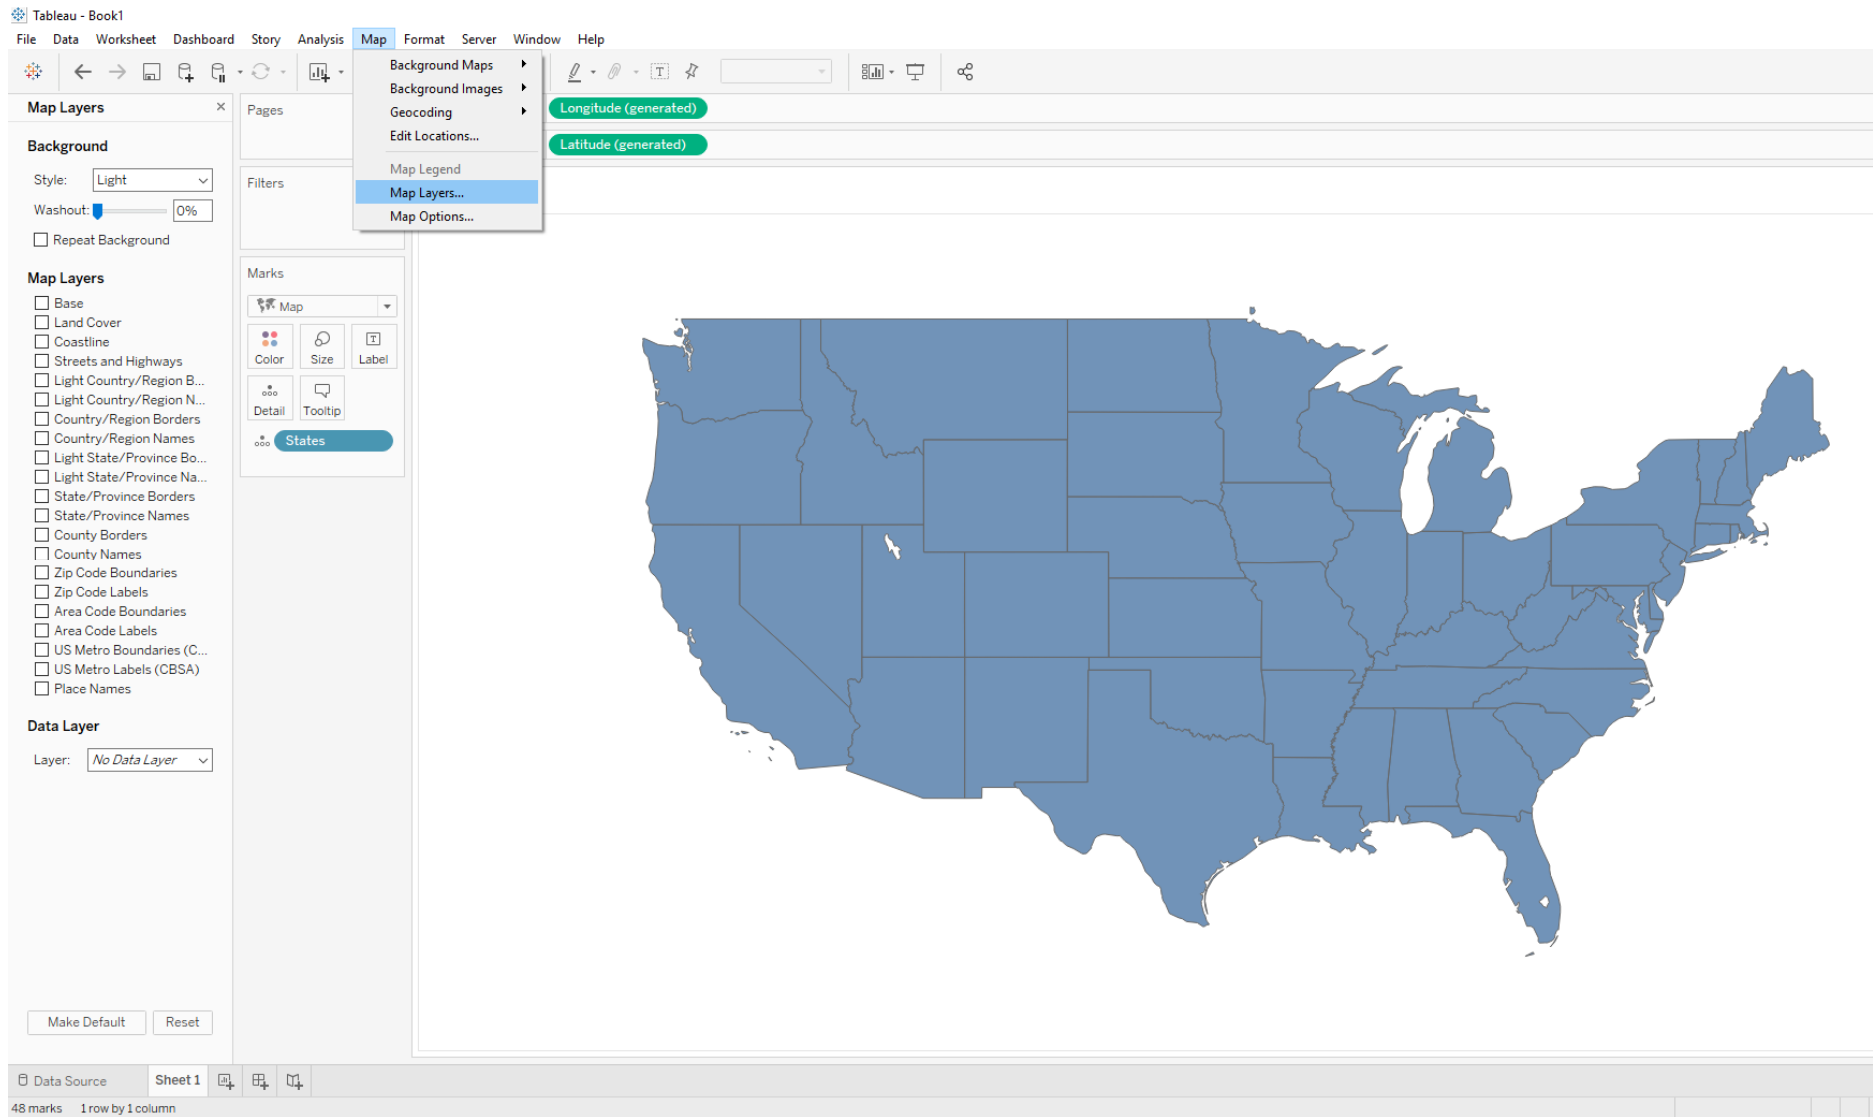 Tableau - Book1
File Data Worksheet Dashboard Story Analysis Map Format Server Window Help
Background Maps
Background Images
Geocoding
Edit Locations...
Map Legend
Map Layers...
Map Options...
Map Layers
Background
Style: Light
Washout: 0%
Repeat Background
Map Layers
Base
Land Cover
Coastline
Streets and Highways
Light Country/Region B...
Light Country/Region N...
Country/Region Borders
Country/Region Names
Light State/Province Bo...
Light State/Province Na...
State/Province Borders
State/Province Names
County Borders
County Names
Zip Code Boundaries
Zip Code Labels
Area Code Boundaries
Area Code Labels
US Metro Boundaries (C...
US Metro Labels (CBSA)
Place Names
Data Layer
Layer: No Data Layer
Make Default Reset
Pages
Filters
Marks
Map
Color Size Label
Detail Tooltip
States
Longitude (generated)
Latitude (generated)
Data Source Sheet 1
48 marks 1 row by 1 column